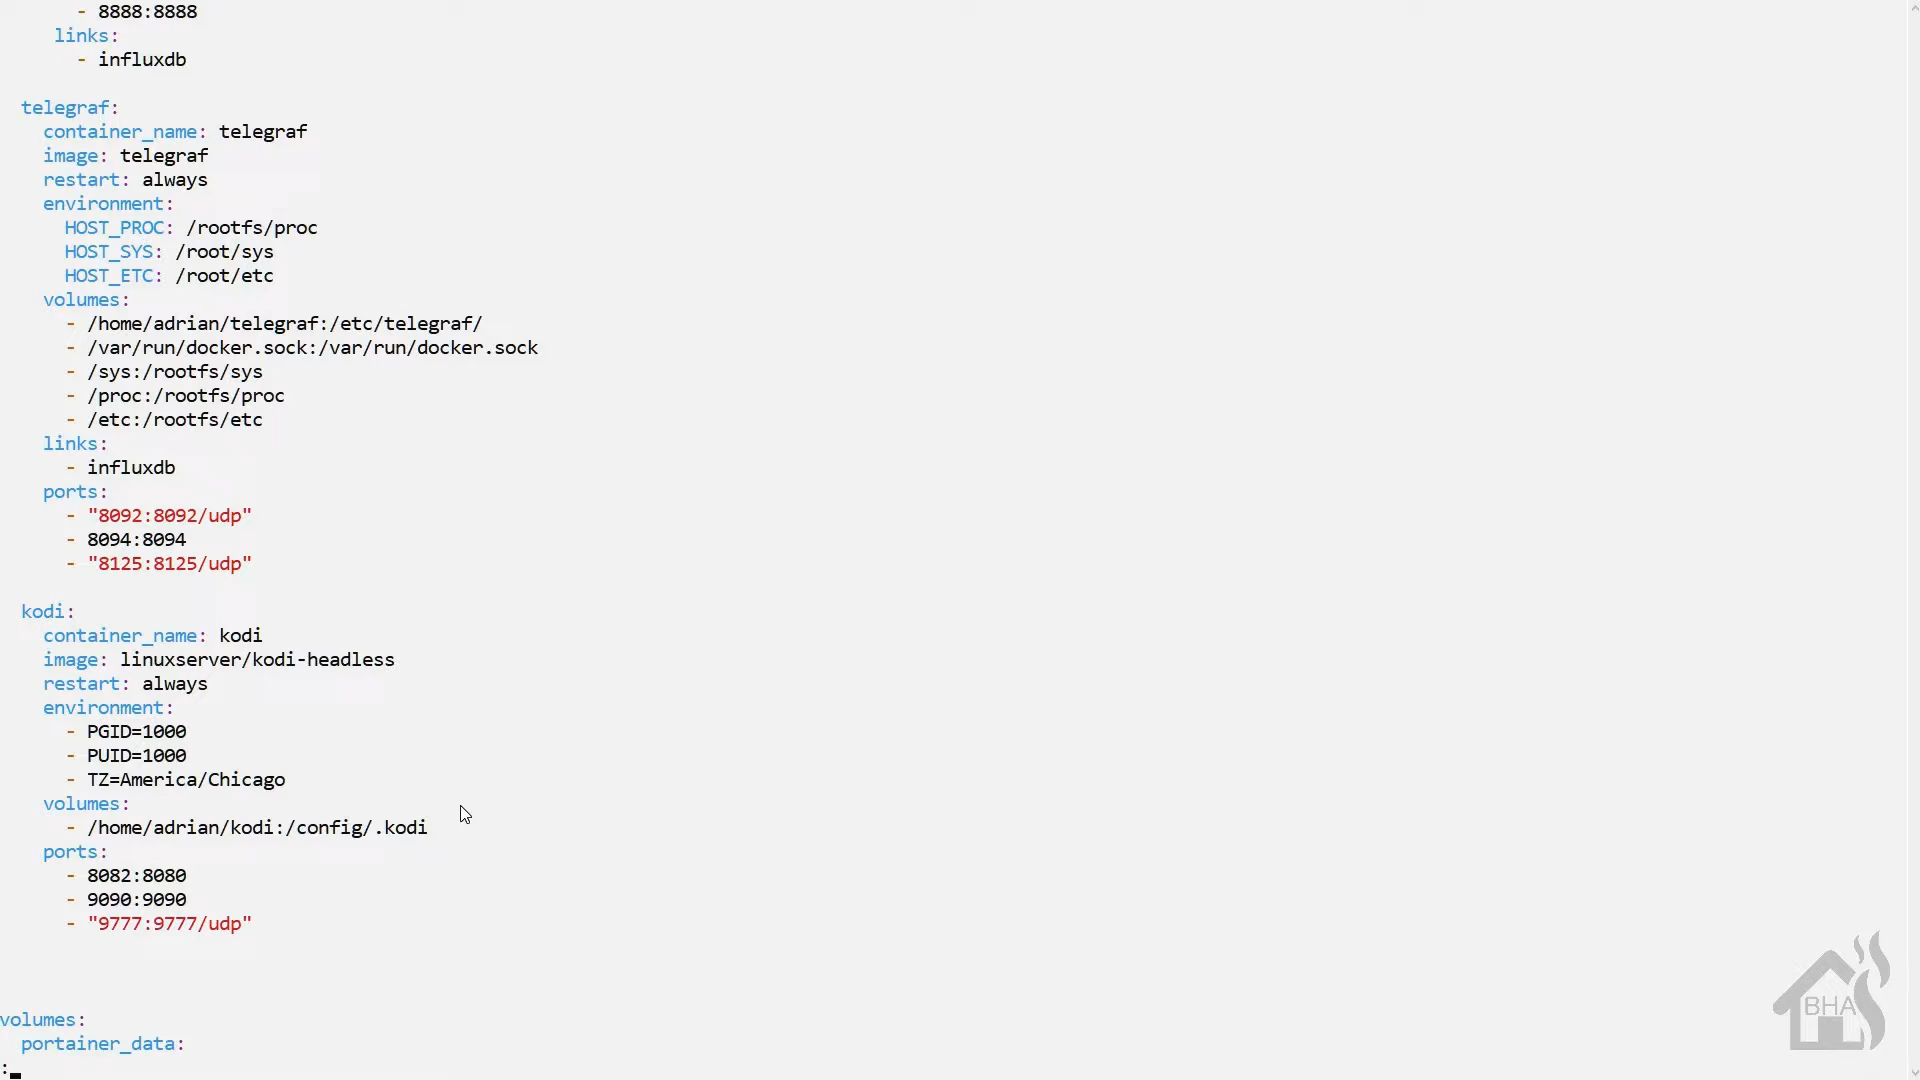 - 8888:8888
links:
- influxdb
telegraf:
container_name: telegraf
image: telegraf
restart: always
environment:
HOST_PROC: /rootfs/proc
HOST_SYS: /root/sys
HOST_ETC: /root/etc
volumes:
- /home/adrian/telegraf:/etc/telegraf/
- /var/run/docker.sock:/var/run/docker.sock
- /sys:/rootfs/sys
- /proc:/rootfs/proc
- /etc:/rootfs/etc
links:
- influxdb
ports:
- "8092:8092/udp"
- 8094:8094
- "8125:8125/udp"
kodi:
container_name: kodi
image: linuxserver/kodi-headless
restart: always
environment:
- PGID=1000
- PUID=1000
- TZ=America/Chicago
volumes:
- /home/adrian/kodi:/config/.kodi
ports:
- 8082:8080
- 9090:9090
- "9777:9777/udp"
BHA
volumes:
portainer_data:
: